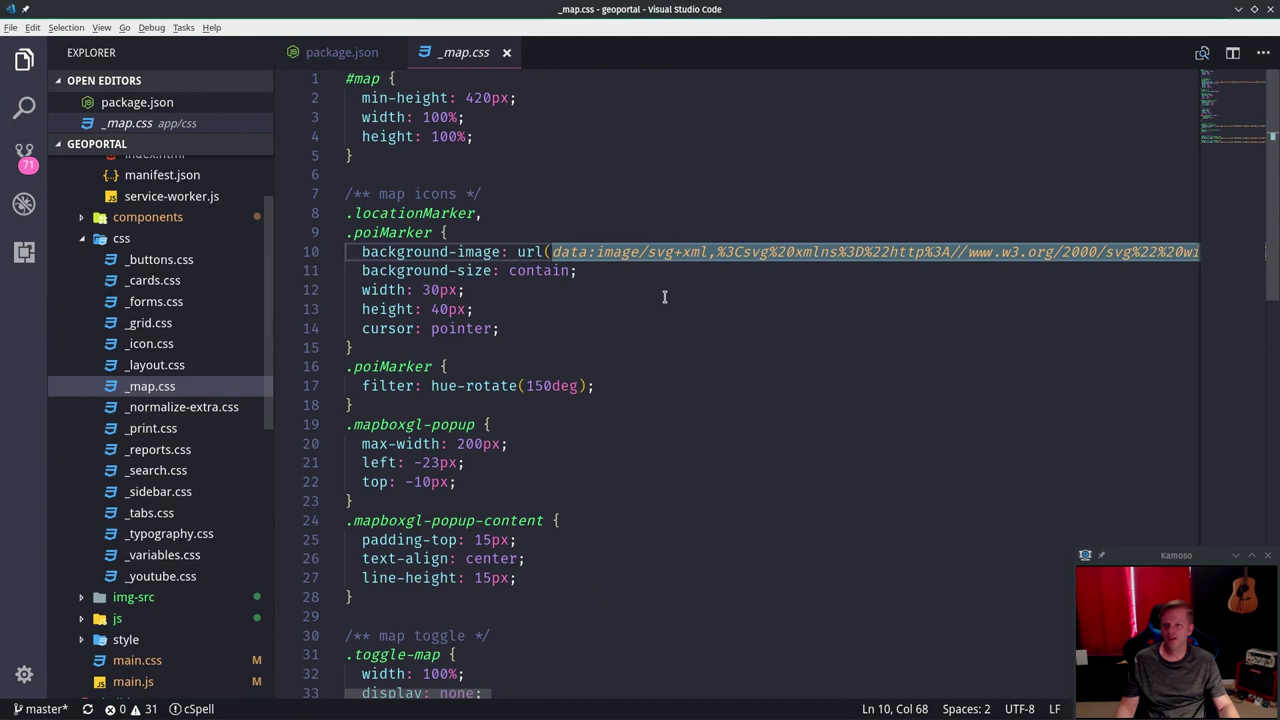 _map.css - geoportal - Visual Studio Code
File Edit Selection View Go Debug Tasks Help
EXPLORER
OPEN EDITORS
package.json
_map.css app/css
GEOPORTAL
index.html
manifest.json
service-worker.js
components
css
_buttons.css
_cards.css
_forms.css
_grid.css
_icon.css
_layout.css
_map.css
_normalize-extra.css
_print.css
_reports.css
_search.css
_sidebar.css
_tabs.css
_typography.css
_variables.css
_youtube.css
img-src
js
style
main.css M
main.js M
71
package.json
_map.css
1 #map {
2 min-height: 420px;
3 width: 100%;
4 height: 100%;
5 }
6
7 /** map icons */
8 .locationMarker,
9 .poiMarker {
10 background-image: url(data:image/svg+xml,%3Csvg%20xmlns%3D%22http%3A//www.w3.org/2000/svg%22%20wi
11 background-size: contain;
12 width: 30px;
13 height: 40px;
14 cursor: pointer;
15 }
16 .poiMarker {
17 filter: hue-rotate(150deg);
18 }
19 .mapboxgl-popup {
20 max-width: 200px;
21 left: -23px;
22 top: -10px;
23 }
24 .mapboxgl-popup-content {
25 padding-top: 15px;
26 text-align: center;
27 line-height: 15px;
28 }
29
30 /** map toggle */
31 .toggle-map {
32 width: 100%;
33 display: none;
Kamoso
master* 0 31 cSpell
Ln 10, Col 68 Spaces: 2 UTF-8 LF